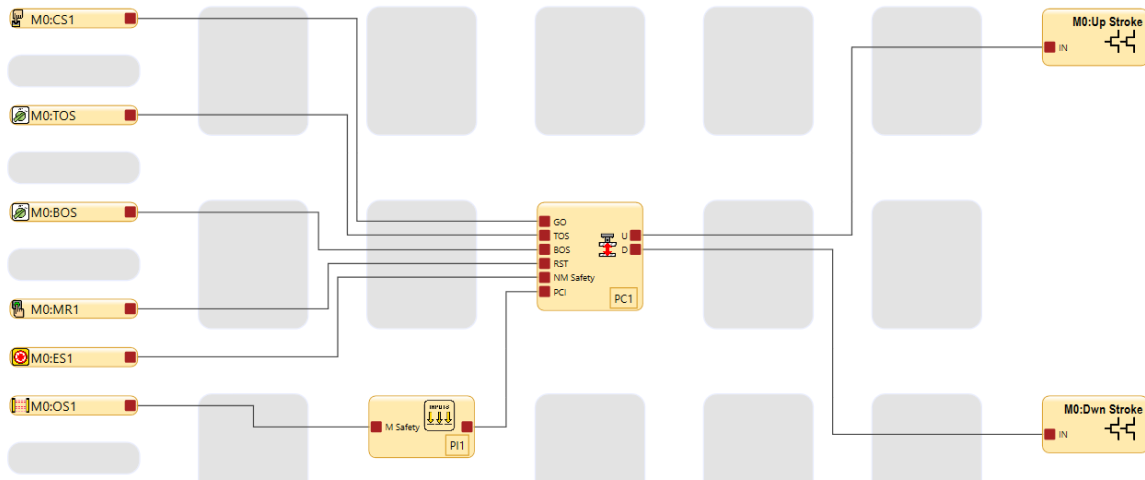 M0:CS1
M0:Up Stroke
IN
M0:TOS
M0:BOS
GO
TOS
BOS
RST
NM Safety
PCI
U
D
PC1
M0:MR1
M0:ES1
M0:OS1
INPUTS
M Safety
PI1
M0:Dwn Stroke
IN